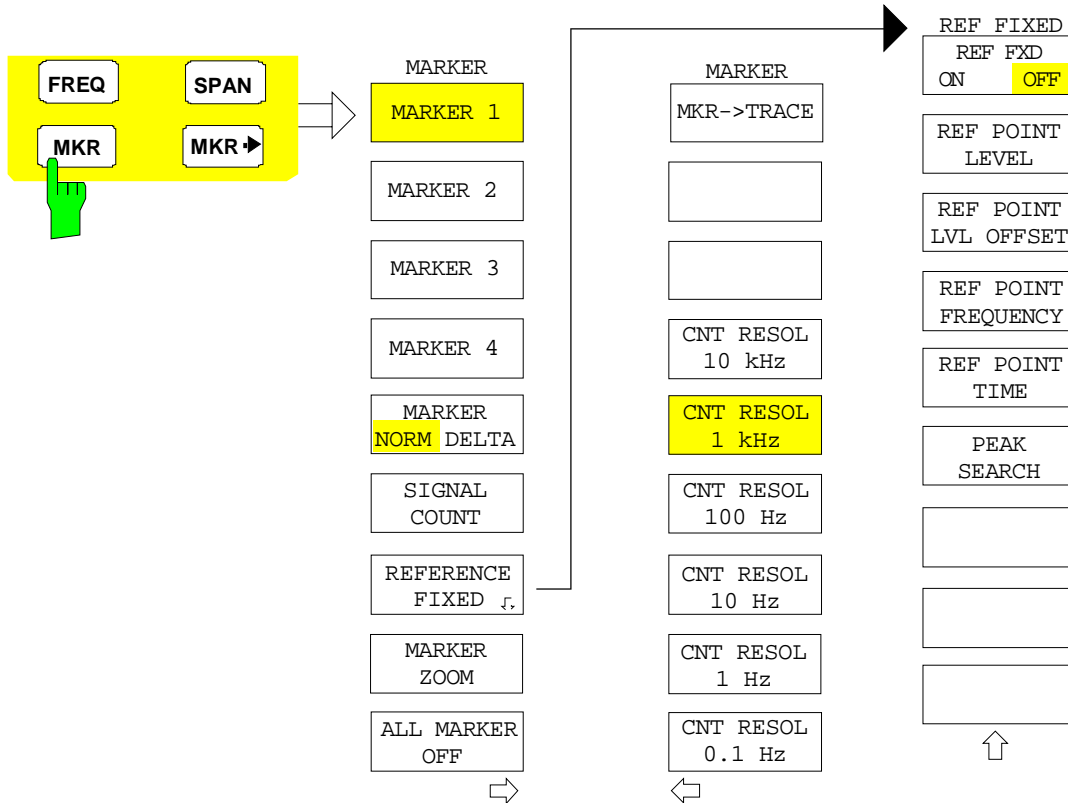 FREQ
SPAN
MKR
MKR
MARKER
MARKER 1
MARKER 2
MARKER 3
MARKER 4
MARKER
NORM DELTA
SIGNAL
COUNT
REFERENCE
FIXED
MARKER
ZOOM
ALL MARKER
OFF
MARKER
MKR->TRACE
CNT RESOL
10 kHz
CNT RESOL
1 kHz
CNT RESOL
100 Hz
CNT RESOL
10 Hz
CNT RESOL
1 Hz
CNT RESOL
0.1 Hz
REF FIXED
REF FXD
ON OFF
REF POINT
LEVEL
REF POINT
LVL OFFSET
REF POINT
FREQUENCY
REF POINT
TIME
PEAK
SEARCH